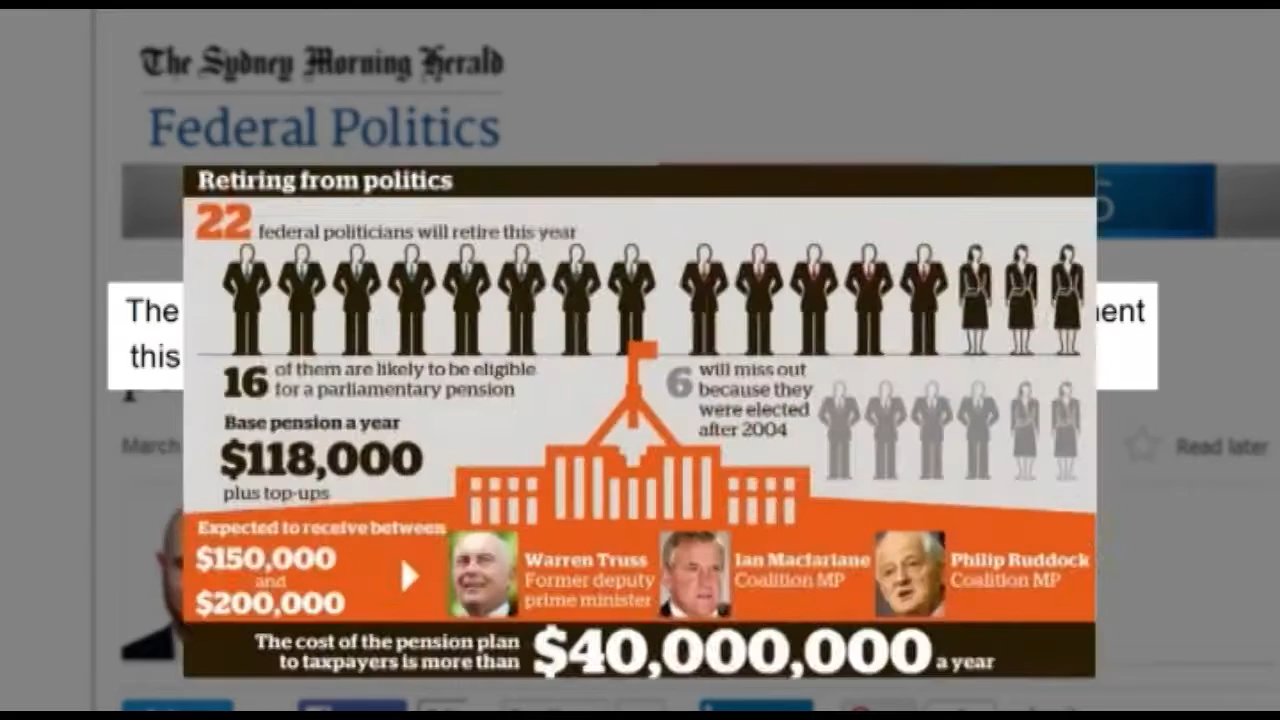 The Sydney Morning Herald
Federal Politics
Retiring from politics
22 federal politicians will retire this year
The
this
16 of them are likely to be eligible
for a parliamentary pension
6 will miss out
because they
were elected
after 2004
Base pension a year
$118,000
plus top-ups
March
Read later
Expected to receive between
$150,000
and
$200,000
Warren Truss
Former deputy
prime minister
Ian Macfarlane
Coalition MP
Philip Ruddock
Coalition MP
The cost of the pension plan
to taxpayers is more than
$40,000,000 a year